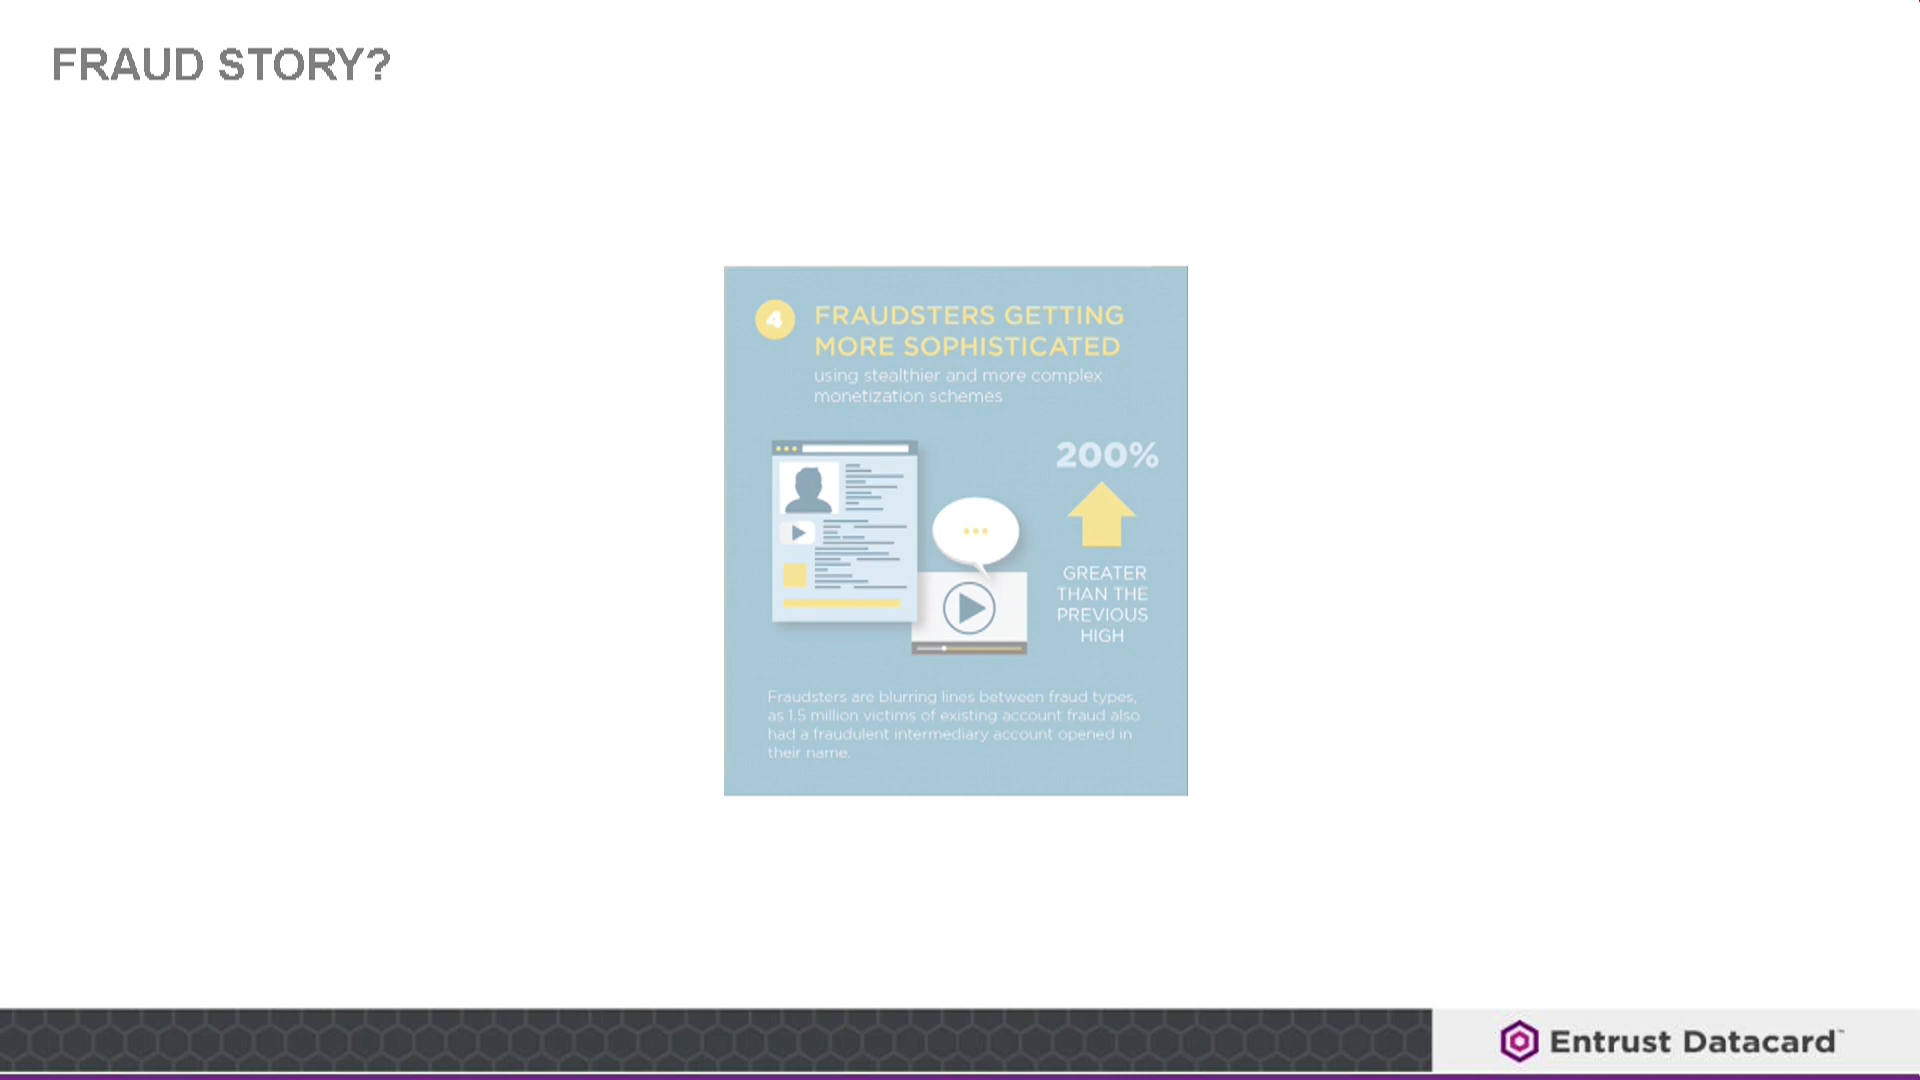 FRAUD STORY?
4
FRAUDSTERS GETTING
MORE SOPHISTICATED
using stealthier and more complex
monetization schemes
200%
GREATER
THAN THE
PREVIOUS
HIGH
Fraudsters are blurring lines between fraud types,
as 1.5 million victims of existing account fraud also
had a fraudulent intermediary account opened in
their name.
Entrust Datacard™